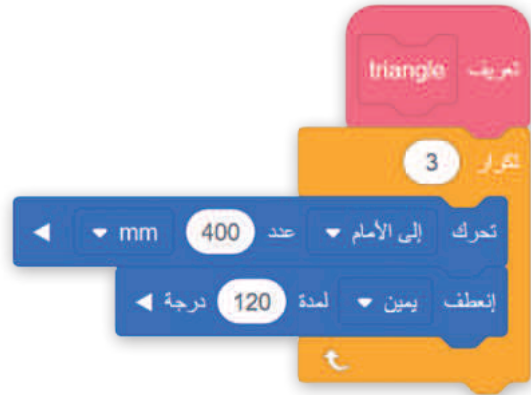 تعريف triangle
تكرار 3
تحرك إلى الأمام عدد 400 mm
إنعطف يمين لمدة 120 درجة